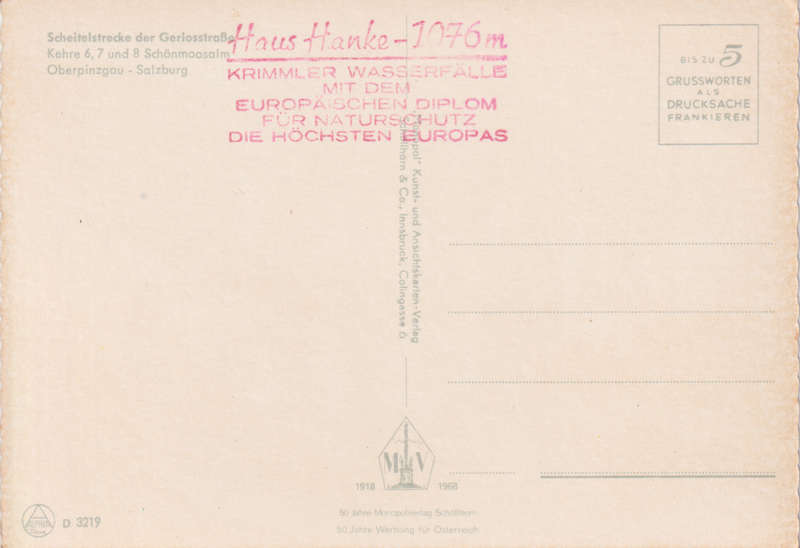 Scheitelstrecke der Gerlosstraße
Kehre 6, 7 und 8 Schönmoosalm
Oberpinzgau - Salzburg
Haus Hanke - 1076 m
KRIMMLER WASSERFÄLLE
MIT DEM
EUROPÄISCHEN DIPLOM
FÜR NATURSCHUTZ
DIE HÖCHSTEN EUROPAS
BIS ZU 5
GRUSSWORTEN
ALS
DRUCKSACHE
FRANKIEREN
Kunst- und Ansichtskarten-Verlag
& Co., Innsbruck, Colingasse
M V
1918 1968
50 Jahre Monopolverlag Schöllhorn
50 Jahre Werbung für Österreich
D 3219